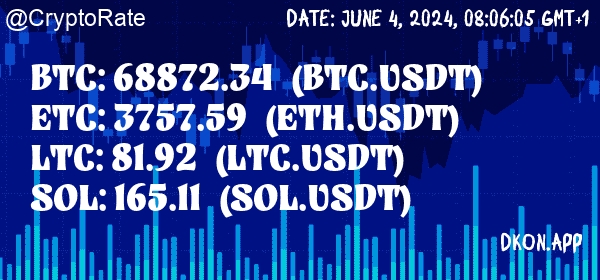 @CryptoRate
DATE: JUNE 4, 2024, 08:06:05 GMT+1
BTC: 68872.34 (BTC.USDT)
ETC: 3757.59 (ETH.USDT)
LTC: 81.92 (LTC.USDT)
SOL: 165.11 (SOL.USDT)
DKON.APP